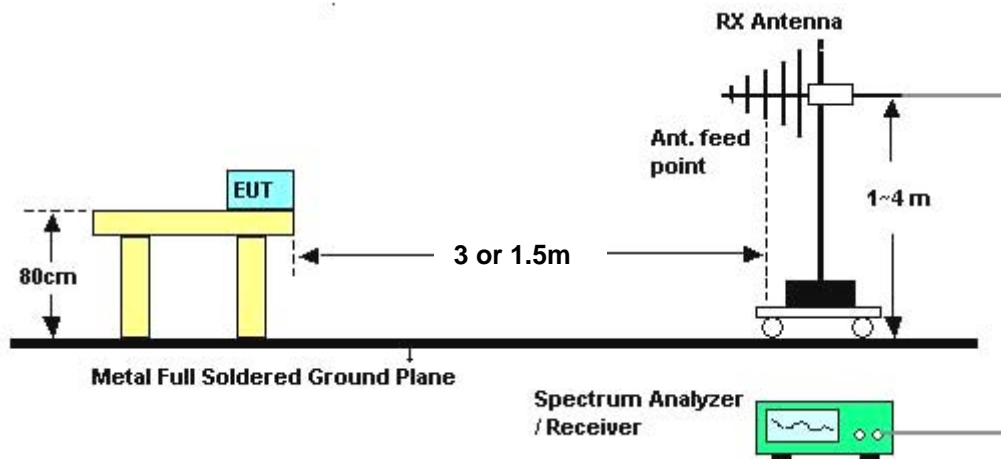 RX Antenna
Ant. feed
point
EUT
1~4 m
3 or 1.5m
80cm
Metal Full Soldered Ground Plane
Spectrum Analyzer
/ Receiver